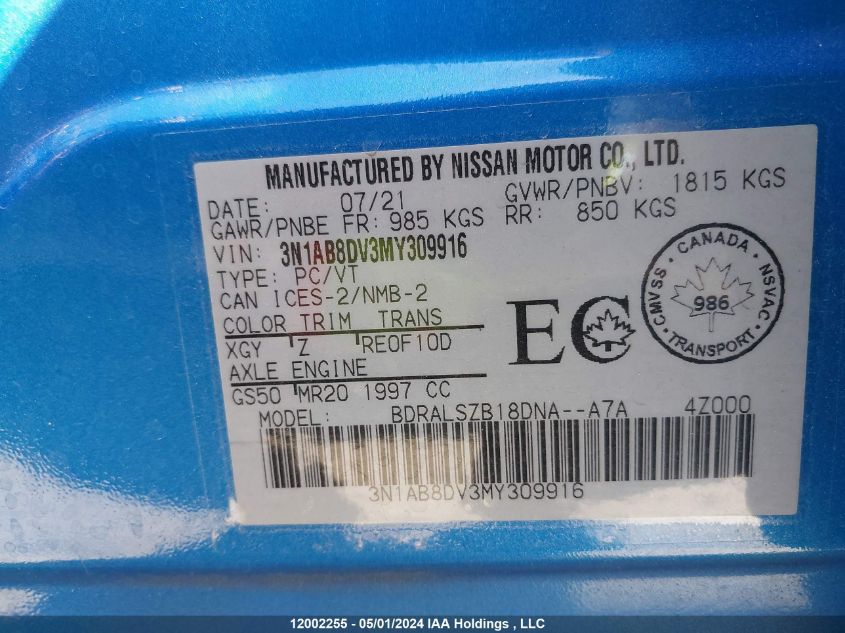 MANUFACTURED BY NISSAN MOTOR CO., LTD.
DATE: 07/21 GVWR/PNBV: 1815 KGS
GAWR/PNBE FR: 985 KGS RR: 850 KGS
VIN: 3N1AB8DV3MY309916
TYPE: PC/VT
CAN ICES-2/NMB-2
COLOR TRIM TRANS
XGY Z RE0F10D
AXLE ENGINE
GS50 MR20 1997 CC
EC
CMVSS · CANADA · NSVAC · TRANSPORT ·
986
MODEL: BDRALSZB18DNA--A7A 4Z000
3N1AB8DV3MY309916
12002255 - 05/01/2024 IAA Holdings , LLC